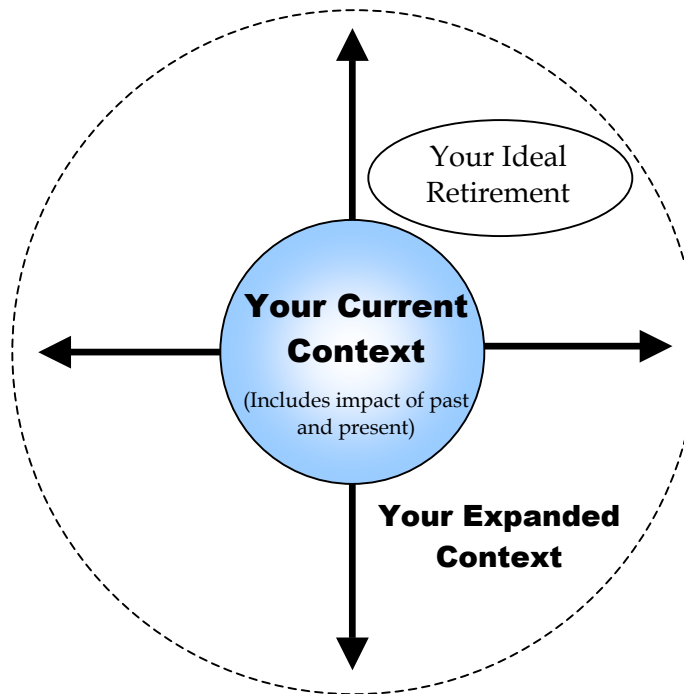 Your Ideal
Retirement
Your Current
Context
(Includes impact of past
and present)
Your Expanded
Context